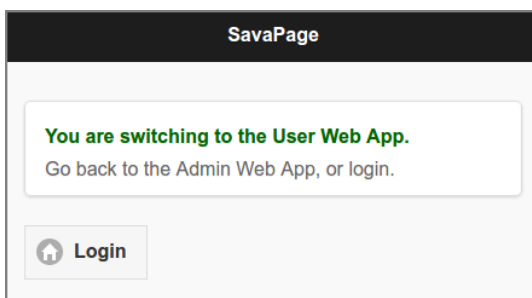 SavaPage
You are switching to the User Web App.
Go back to the Admin Web App, or login.
Login